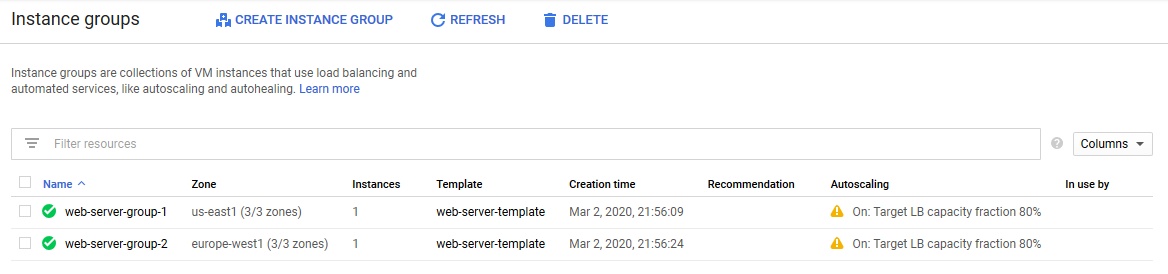 Instance groups CREATE INSTANCE GROUP REFRESH DELETE
Instance groups are collections of VM instances that use load balancing and
automated services, like autoscaling and autohealing. Learn more
Filter resources ? Columns
Name Zone Instances Template Creation time Recommendation Autoscaling In use by
web-server-group-1 us-east1 (3/3 zones) 1 web-server-template Mar 2, 2020, 21:56:09 On: Target LB capacity fraction 80%
web-server-group-2 europe-west1 (3/3 zones) 1 web-server-template Mar 2, 2020, 21:56:24 On: Target LB capacity fraction 80%